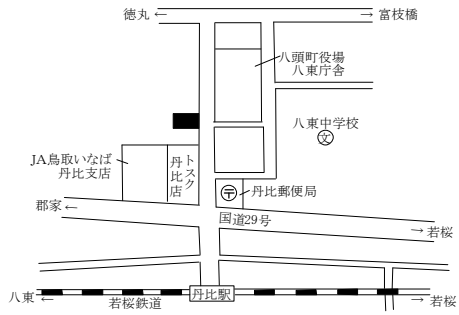 徳丸
富枝橋
八頭町役場
八東庁舎
八東中学校
文
JA鳥取いなば
丹比支店
トスク
丹比店
丹比郵便局
郡家
国道29号
若桜
八東
若桜鉄道
丹比駅
若桜